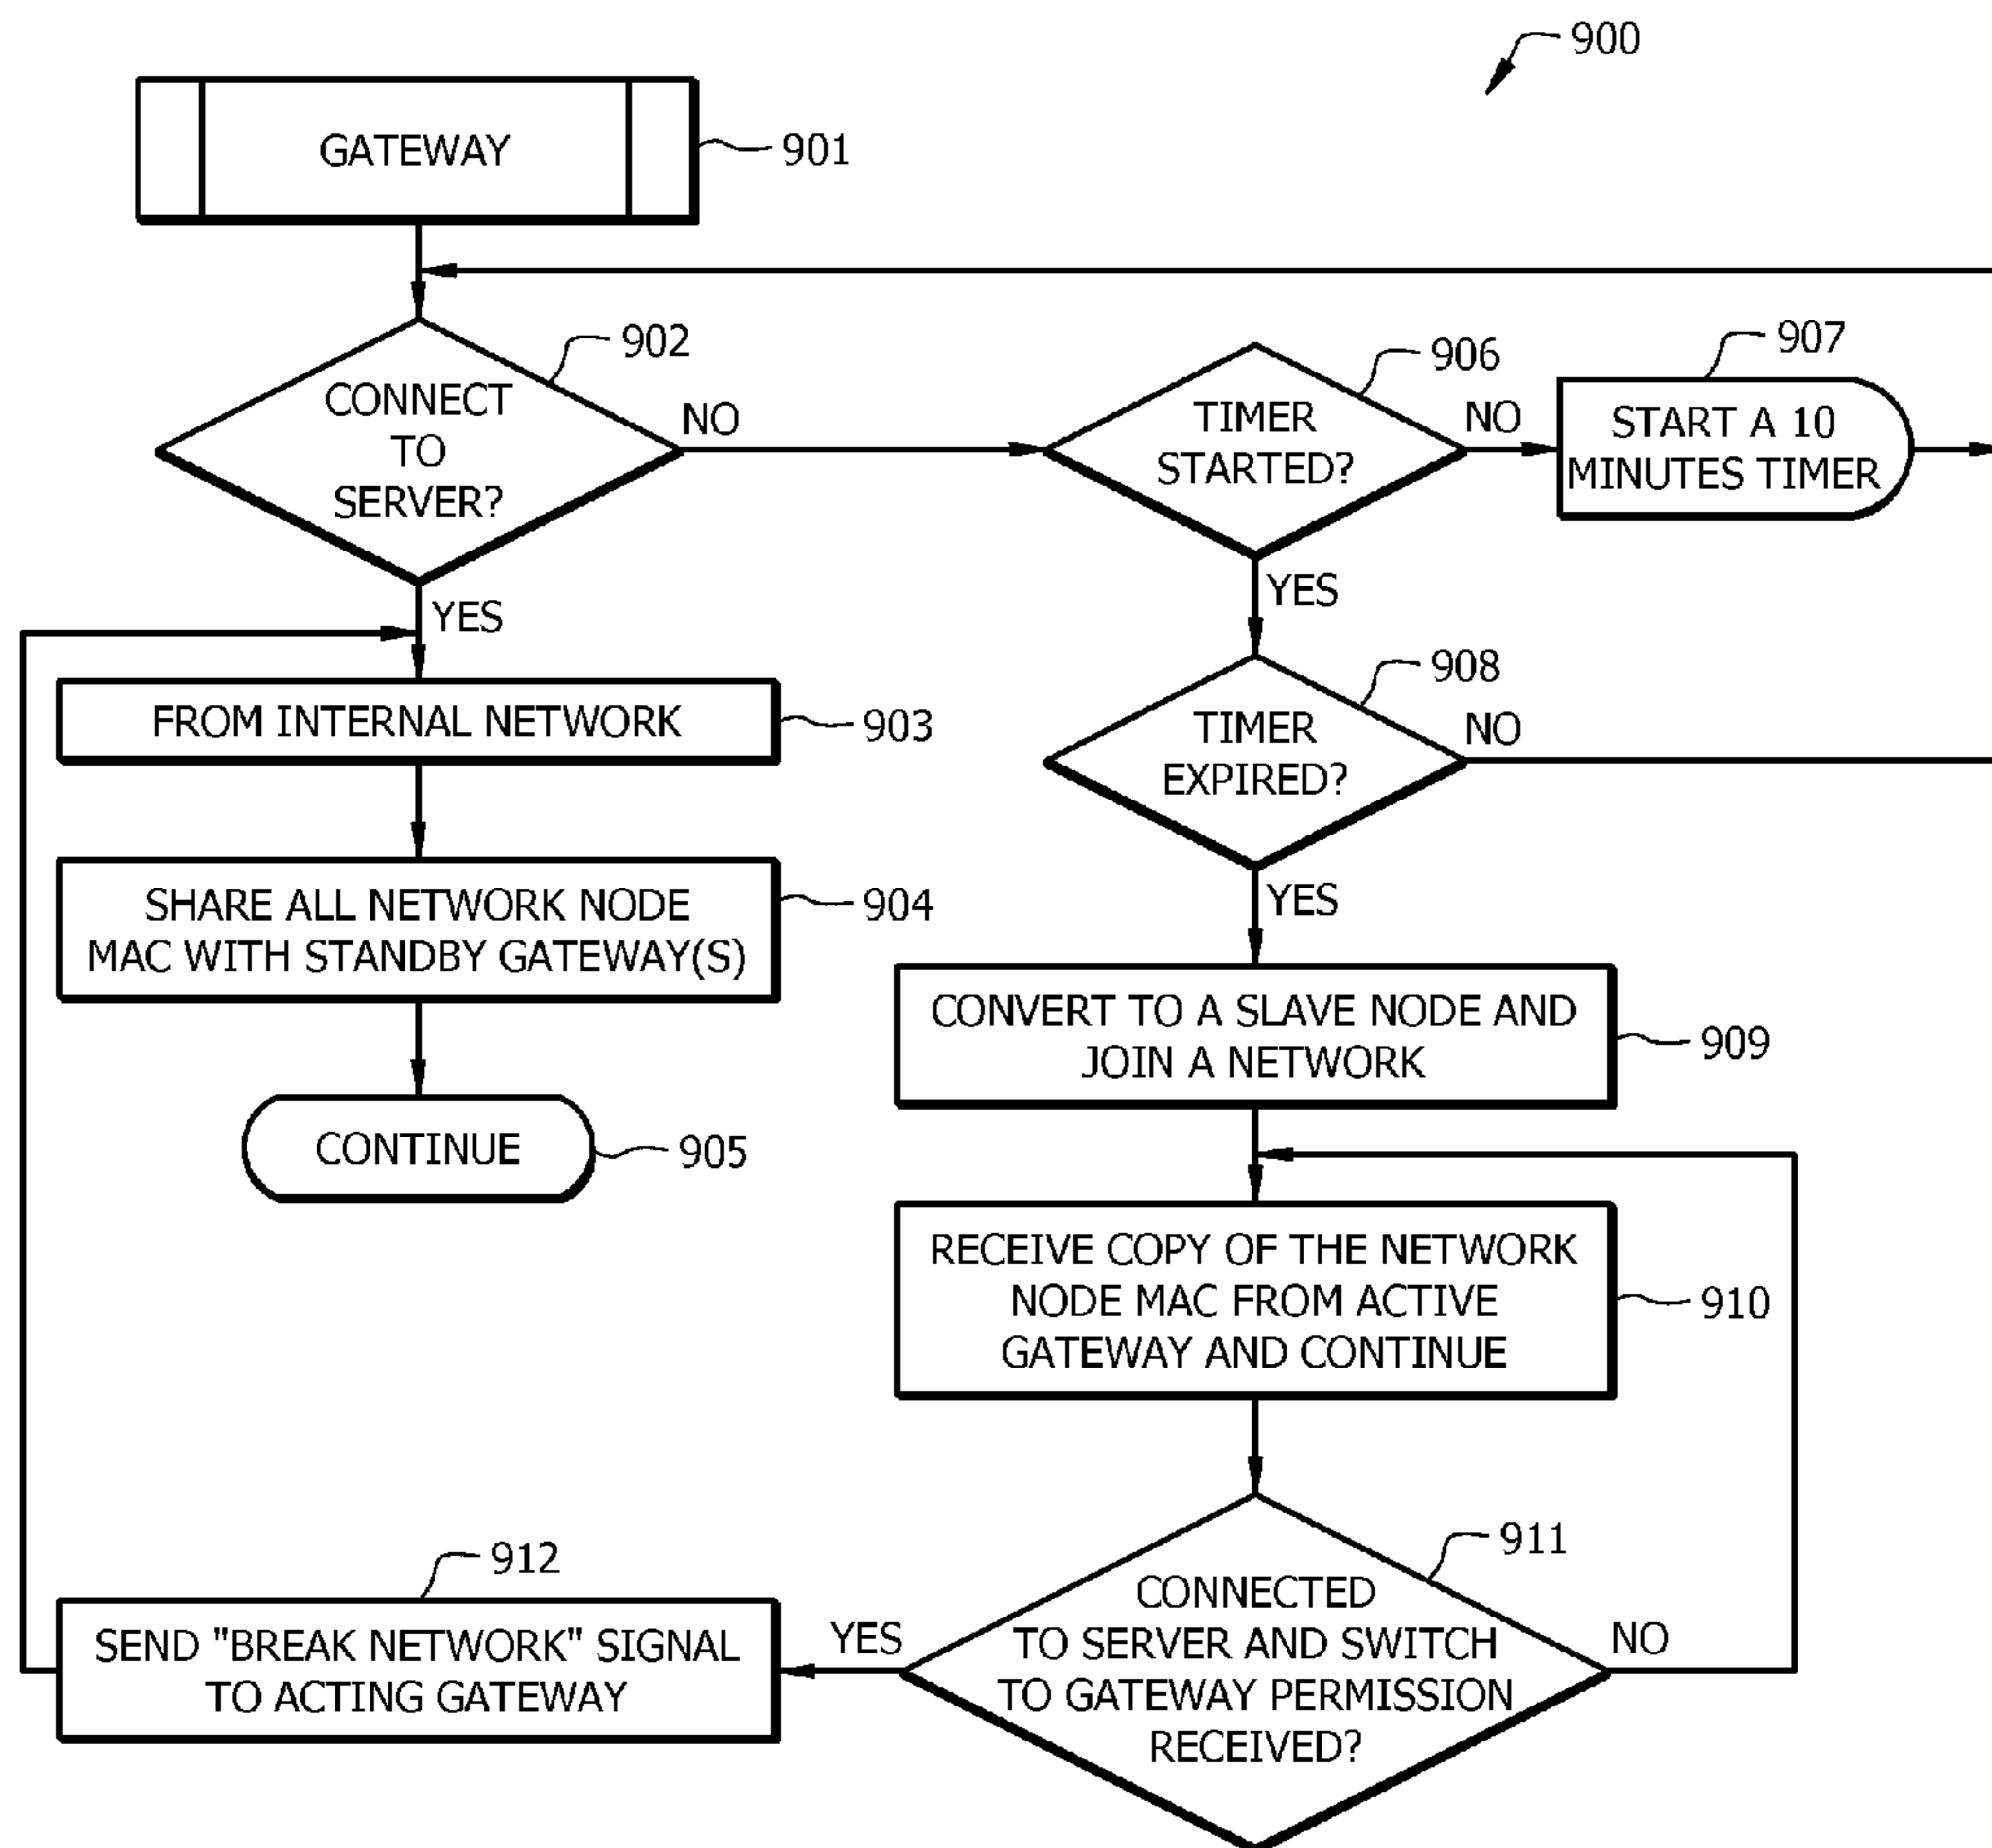 900
GATEWAY
901
902
CONNECT
TO
SERVER?
NO
YES
906
TIMER
STARTED?
NO
YES
907
START A 10
MINUTES TIMER
FROM INTERNAL NETWORK
903
908
TIMER
EXPIRED?
NO
YES
SHARE ALL NETWORK NODE
MAC WITH STANDBY GATEWAY(S)
904
CONTINUE
905
CONVERT TO A SLAVE NODE AND
JOIN A NETWORK
909
RECEIVE COPY OF THE NETWORK
NODE MAC FROM ACTIVE
GATEWAY AND CONTINUE
910
911
CONNECTED
TO SERVER AND SWITCH
TO GATEWAY PERMISSION
RECEIVED?
YES
NO
912
SEND "BREAK NETWORK" SIGNAL
TO ACTING GATEWAY